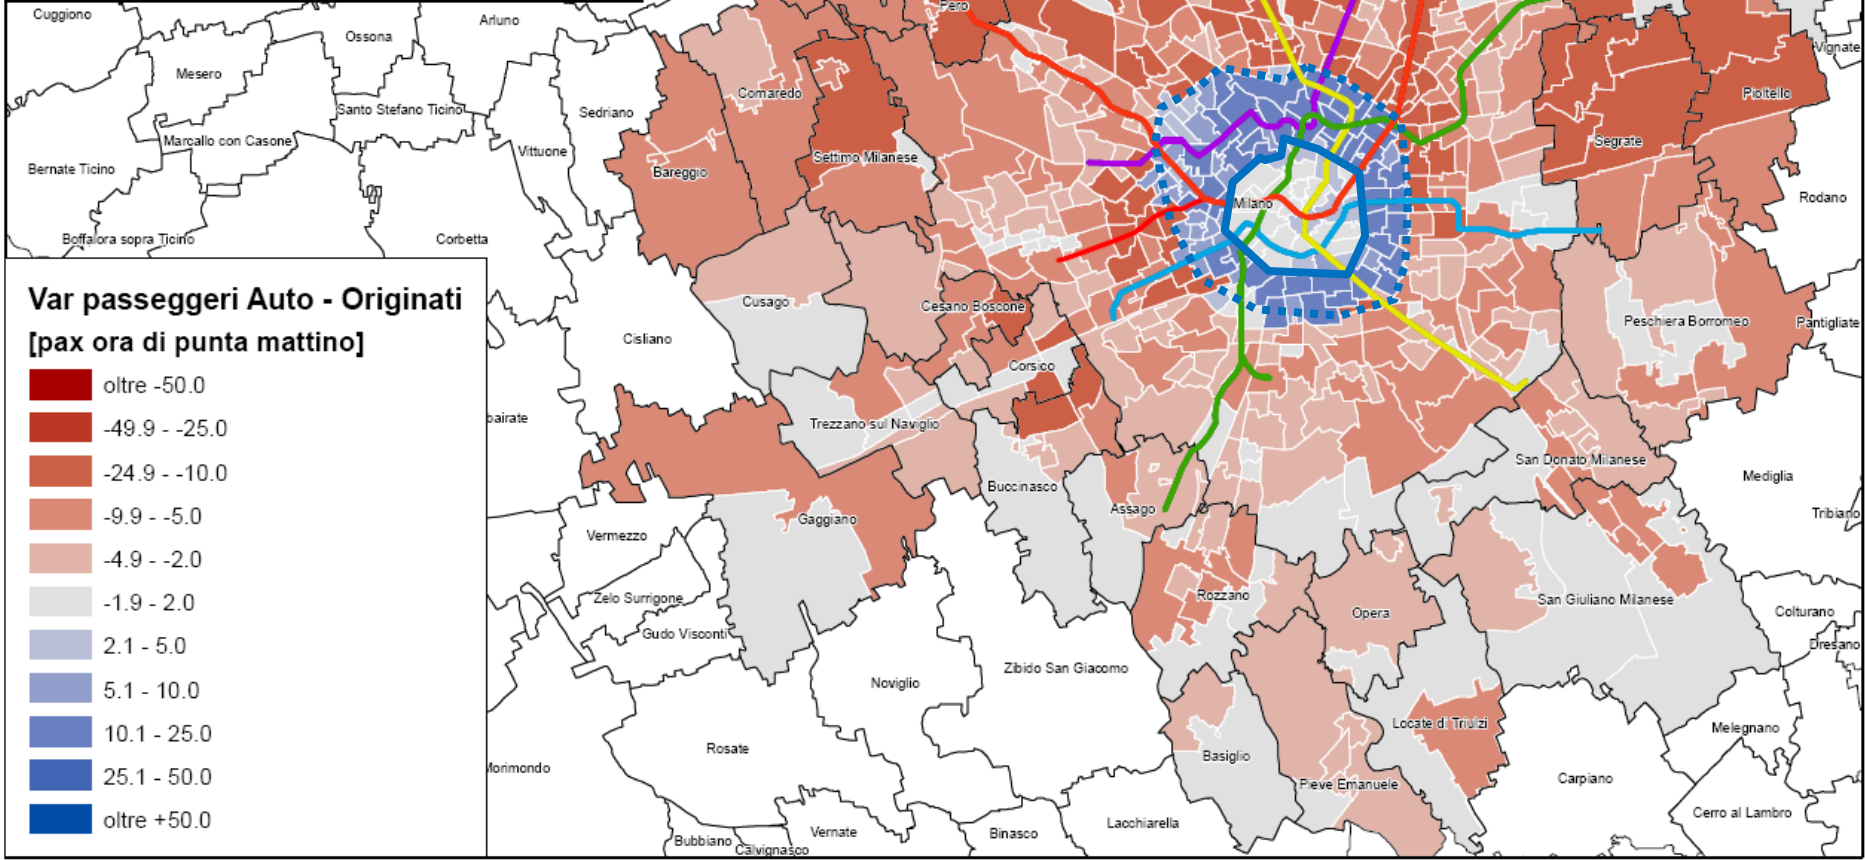 Cuggiono
Arluno
Pero
Ossona
Vignate
Mesero
Comaredo
Pioltello
Santo Stefano Ticino
Sedriano
Marcallo con Casone
Segrate
Vittuone
Settimo Milanese
Bernate Ticino
Bareggio
Rodano
Milano
Boffalora sopra Ticino
Corbetta
Var passeggeri Auto - Originati
[pax ora di punta mattino]
oltre -50.0
-49.9 - -25.0
-24.9 - -10.0
-9.9 - -5.0
-4.9 - -2.0
-1.9 - 2.0
2.1 - 5.0
5.1 - 10.0
10.1 - 25.0
25.1 - 50.0
oltre +50.0
Cusago
Cesano Boscone
Peschiera Borromeo
Pantigliate
Cisliano
Corsico
bairate
Trezzano sul Naviglio
San Donato Milanese
Mediglia
Buccinasco
Assago
Tribiano
Gaggiano
Vermezzo
Zelo Surrigone
Rozzano
San Giuliano Milanese
Opera
Colturano
Gudo Visconti
Dresano
Zibido San Giacomo
Noviglio
Locate di Triulzi
Melegnano
Rosate
Basiglio
Morimondo
Carpiano
Pieve Emanuele
Cerro al Lambro
Lacchiarella
Vernate
Binasco
Bubbiano
Calvignasco